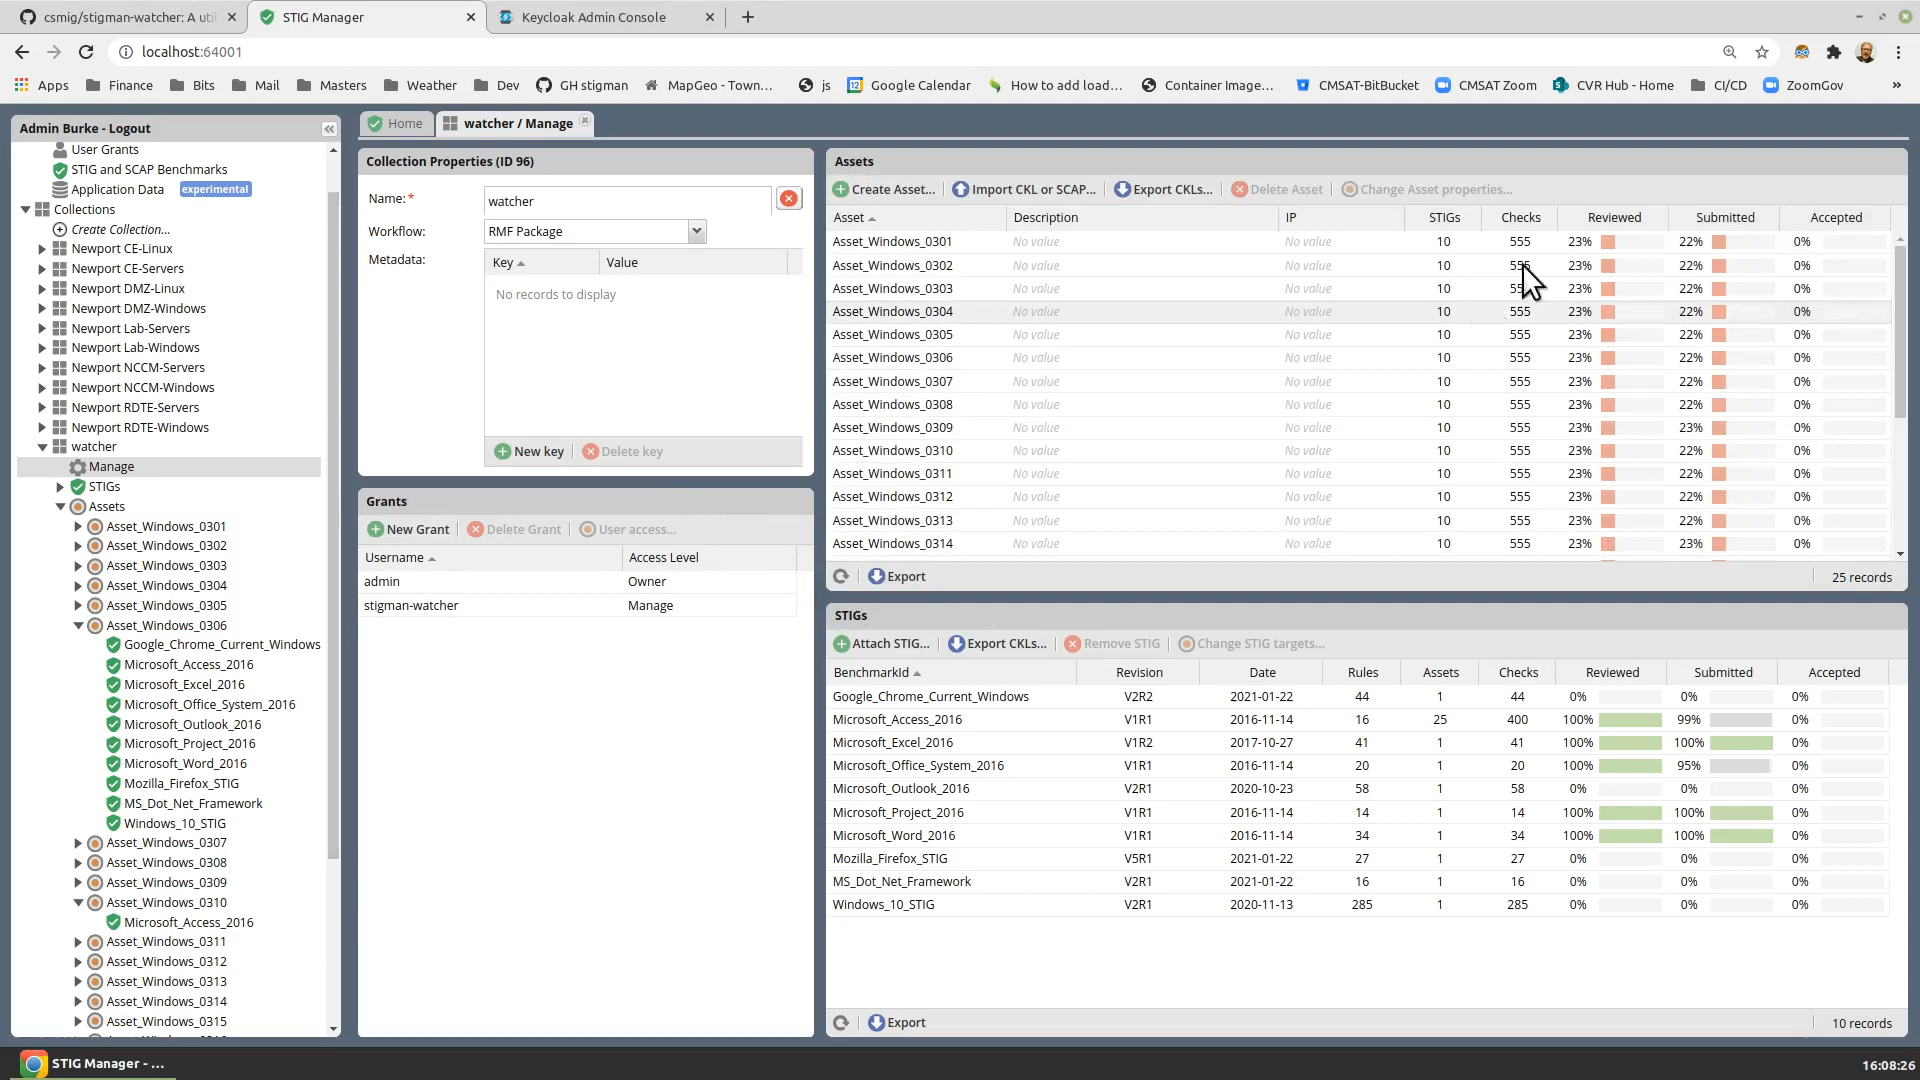 csmig/stigman-watcher: A uti
STIG Manager
Keycloak Admin Console
localhost:64001
Apps
Finance
Bits
Mail
Masters
Weather
Dev
GH stigman
MapGeo - Town...
js
Google Calendar
How to add load...
Container Image...
CMSAT-BitBucket
CMSAT Zoom
CVR Hub - Home
CI/CD
ZoomGov
»
Admin Burke - Logout
User Grants
STIG and SCAP Benchmarks
Application Data experimental
Collections
Create Collection...
Newport CE-Linux
Newport CE-Servers
Newport DMZ-Linux
Newport DMZ-Windows
Newport Lab-Servers
Newport Lab-Windows
Newport NCCM-Servers
Newport NCCM-Windows
Newport RDTE-Servers
Newport RDTE-Windows
watcher
Manage
STIGs
Assets
Asset_Windows_0301
Asset_Windows_0302
Asset_Windows_0303
Asset_Windows_0304
Asset_Windows_0305
Asset_Windows_0306
Google_Chrome_Current_Windows
Microsoft_Access_2016
Microsoft_Excel_2016
Microsoft_Office_System_2016
Microsoft_Outlook_2016
Microsoft_Project_2016
Microsoft_Word_2016
Mozilla_Firefox_STIG
MS_Dot_Net_Framework
Windows_10_STIG
Asset_Windows_0307
Asset_Windows_0308
Asset_Windows_0309
Asset_Windows_0310
Microsoft_Access_2016
Asset_Windows_0311
Asset_Windows_0312
Asset_Windows_0313
Asset_Windows_0314
Asset_Windows_0315
Home
watcher / Manage
Collection Properties (ID 96)
Name:* watcher
Workflow: RMF Package
Metadata:
Key Value
No records to display
New key Delete key
Grants
New Grant Delete Grant User access...
Username Access Level
admin Owner
stigman-watcher Manage
Assets
Create Asset... Import CKL or SCAP... Export CKLs... Delete Asset Change Asset properties...
Asset Description IP STIGs Checks Reviewed Submitted Accepted
Asset_Windows_0301 No value No value 10 555 23% 22% 0%
Asset_Windows_0302 No value No value 10 555 23% 22% 0%
Asset_Windows_0303 No value No value 10 555 23% 22% 0%
Asset_Windows_0304 No value No value 10 555 23% 22% 0%
Asset_Windows_0305 No value No value 10 555 23% 22% 0%
Asset_Windows_0306 No value No value 10 555 23% 22% 0%
Asset_Windows_0307 No value No value 10 555 23% 22% 0%
Asset_Windows_0308 No value No value 10 555 23% 22% 0%
Asset_Windows_0309 No value No value 10 555 23% 23% 0%
Asset_Windows_0310 No value No value 10 555 23% 22% 0%
Asset_Windows_0311 No value No value 10 555 23% 22% 0%
Asset_Windows_0312 No value No value 10 555 23% 22% 0%
Asset_Windows_0313 No value No value 10 555 23% 22% 0%
Asset_Windows_0314 No value No value 10 555 23% 23% 0%
Export 25 records
STIGs
Attach STIG... Export CKLs... Remove STIG Change STIG targets...
BenchmarkId Revision Date Rules Assets Checks Reviewed Submitted Accepted
Google_Chrome_Current_Windows V2R2 2021-01-22 44 1 44 0% 0% 0%
Microsoft_Access_2016 V1R1 2016-11-14 16 25 400 100% 99% 0%
Microsoft_Excel_2016 V1R2 2017-10-27 41 1 41 100% 100% 0%
Microsoft_Office_System_2016 V1R1 2016-11-14 20 1 20 100% 95% 0%
Microsoft_Outlook_2016 V2R1 2020-10-23 58 1 58 0% 0% 0%
Microsoft_Project_2016 V1R1 2016-11-14 14 1 14 100% 100% 0%
Microsoft_Word_2016 V1R1 2016-11-14 34 1 34 100% 100% 0%
Mozilla_Firefox_STIG V5R1 2021-01-22 27 1 27 0% 0% 0%
MS_Dot_Net_Framework V2R1 2021-01-22 16 1 16 0% 0% 0%
Windows_10_STIG V2R1 2020-11-13 285 1 285 0% 0% 0%
Export 10 records
STIG Manager - ...
16:08:26